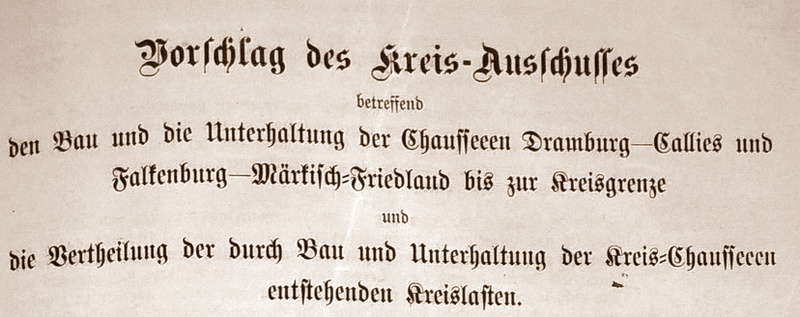 Vorschlag des Kreis-Ausschusses
betreffend
den Bau und die Unterhaltung der Chausseeen Dramburg—Callies und
Falkenburg—Märkisch-Friedland bis zur Kreisgrenze
und
die Vertheilung der durch Bau und Unterhaltung der Kreis-Chausseeen
entstehenden Kreislasten.